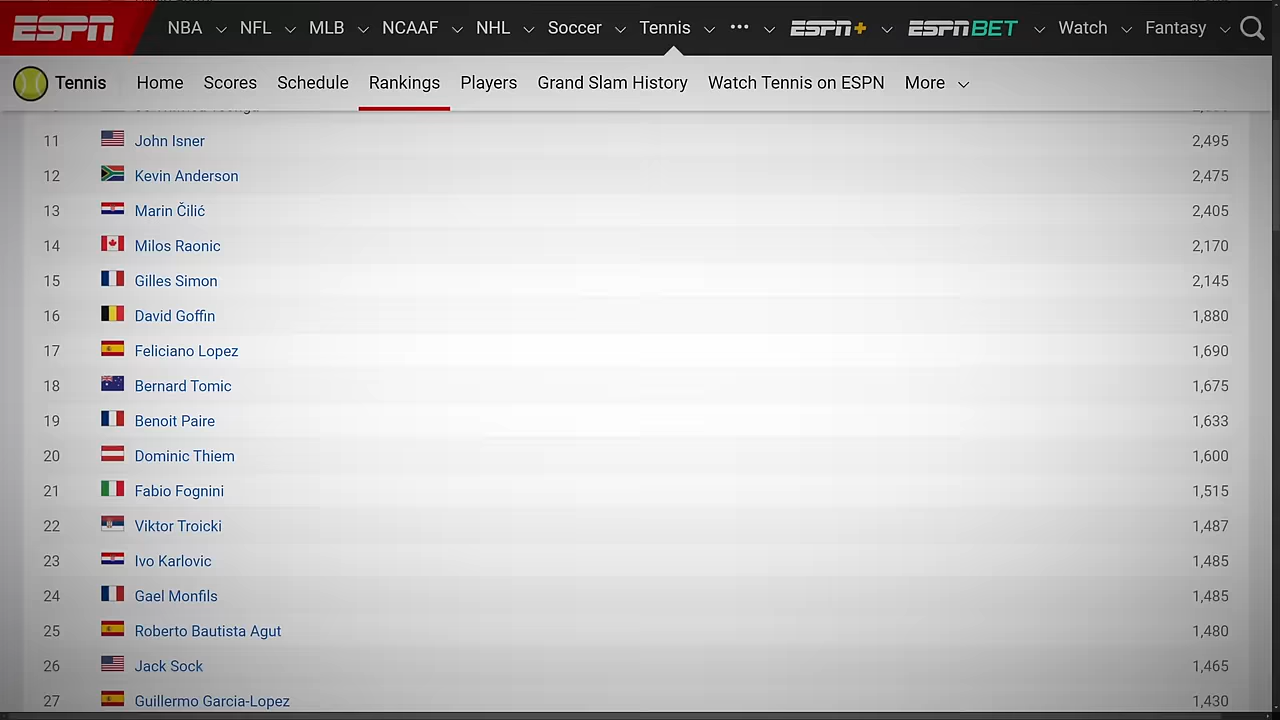 ESPN NBA NFL MLB NCAAF NHL Soccer Tennis ••• ESPN+ ESPN BET Watch Fantasy
Tennis Home Scores Schedule Rankings Players Grand Slam History Watch Tennis on ESPN More
11 John Isner 2,495
12 Kevin Anderson 2,475
13 Marin Čilić 2,405
14 Milos Raonic 2,170
15 Gilles Simon 2,145
16 David Goffin 1,880
17 Feliciano Lopez 1,690
18 Bernard Tomic 1,675
19 Benoit Paire 1,633
20 Dominic Thiem 1,600
21 Fabio Fognini 1,515
22 Viktor Troicki 1,487
23 Ivo Karlovic 1,485
24 Gael Monfils 1,485
25 Roberto Bautista Agut 1,480
26 Jack Sock 1,465
27 Guillermo Garcia-Lopez 1,430